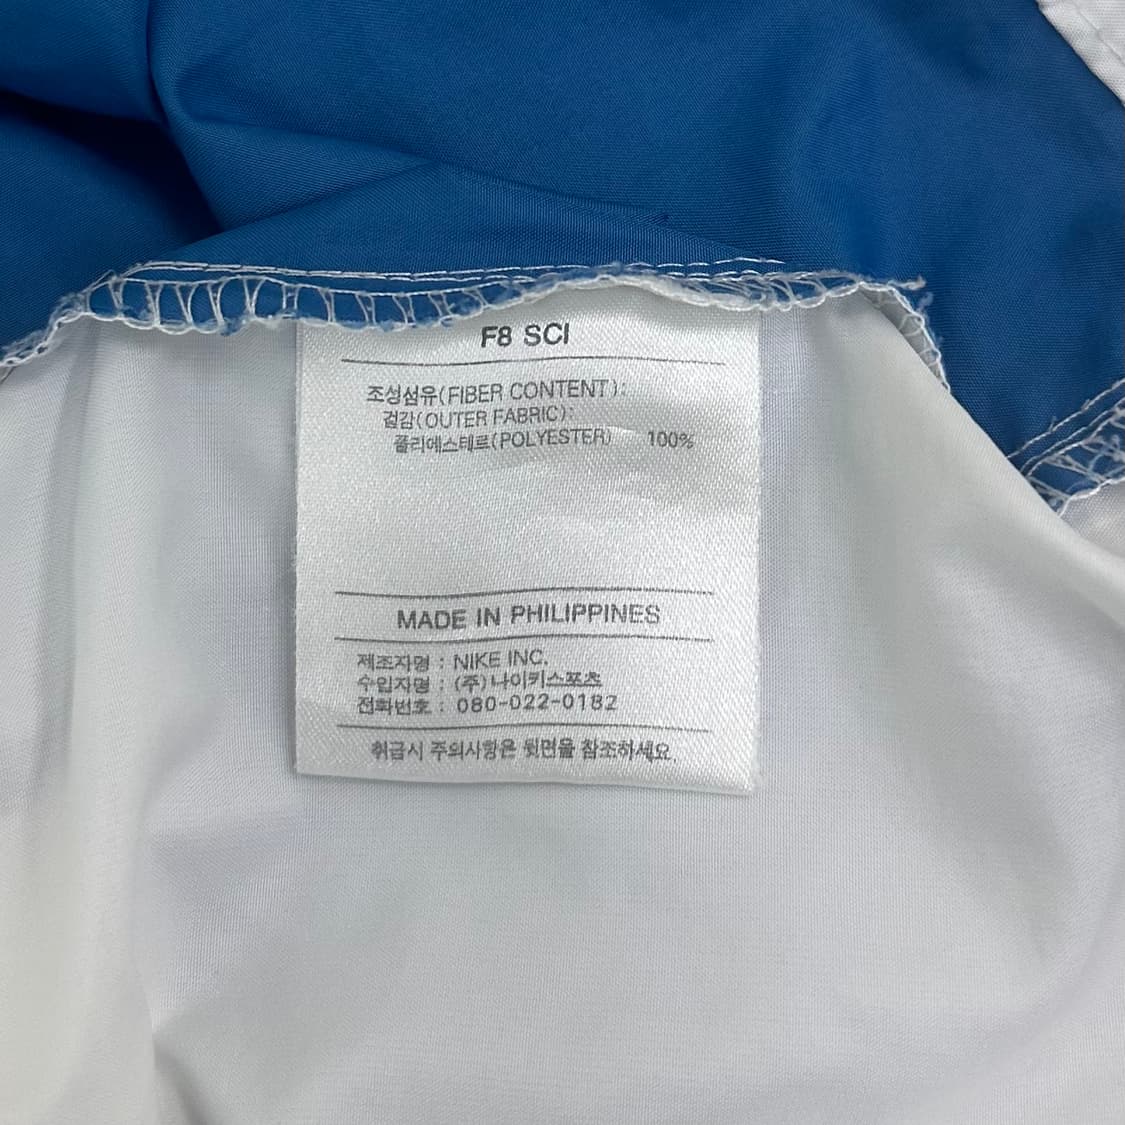 F8 SCI
조성섬유(FIBER CONTENT):
겉감(OUTER FABRIC):
폴리에스테르(POLYESTER) 100%
MADE IN PHILIPPINES
제조자명 : NIKE INC.
수입자명 : (주)나이키스포츠
전화번호 : 080-022-0182
취급시 주의사항은 뒷면을 참조하세요.